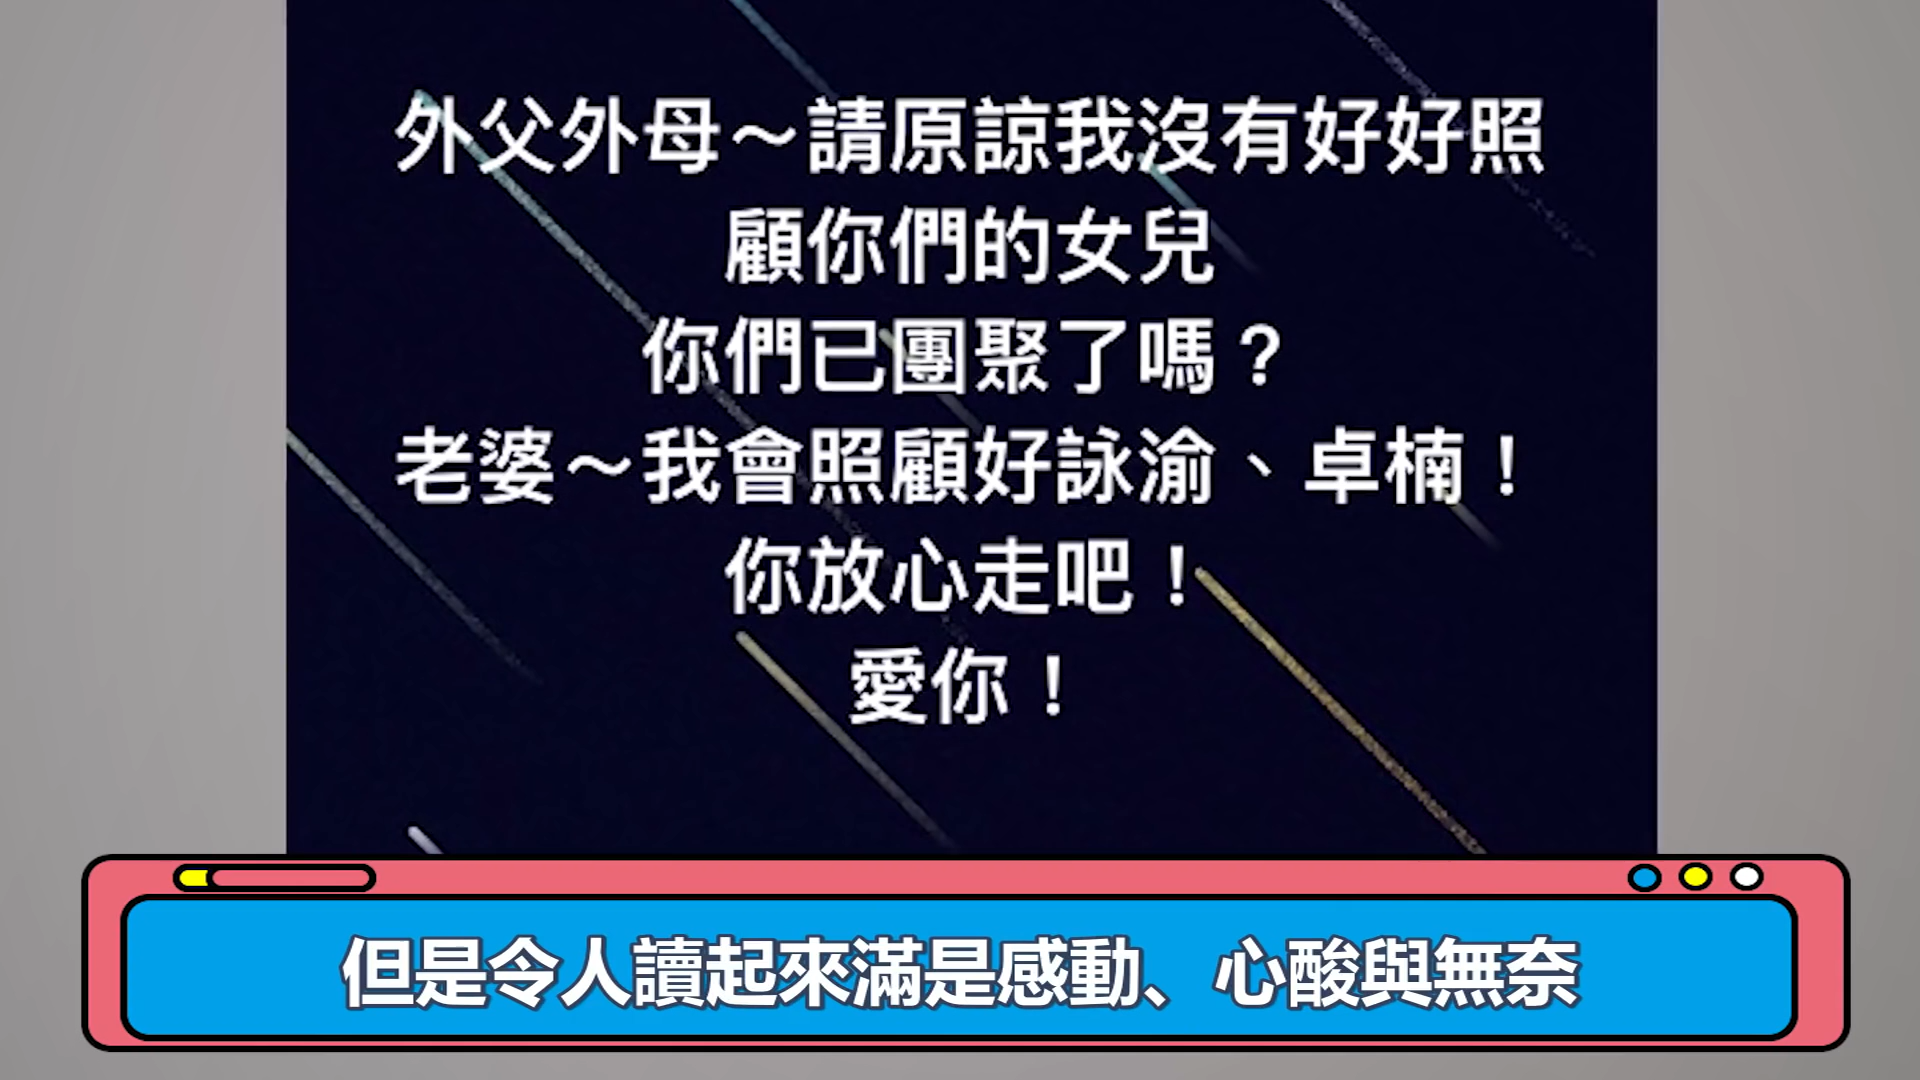 外父外母～請原諒我沒有好好照
顧你們的女兒
你們已團聚了嗎？
老婆～我會照顧好詠渝、卓楠！
你放心走吧！
愛你！
但是令人讀起來滿是感動、心酸與無奈